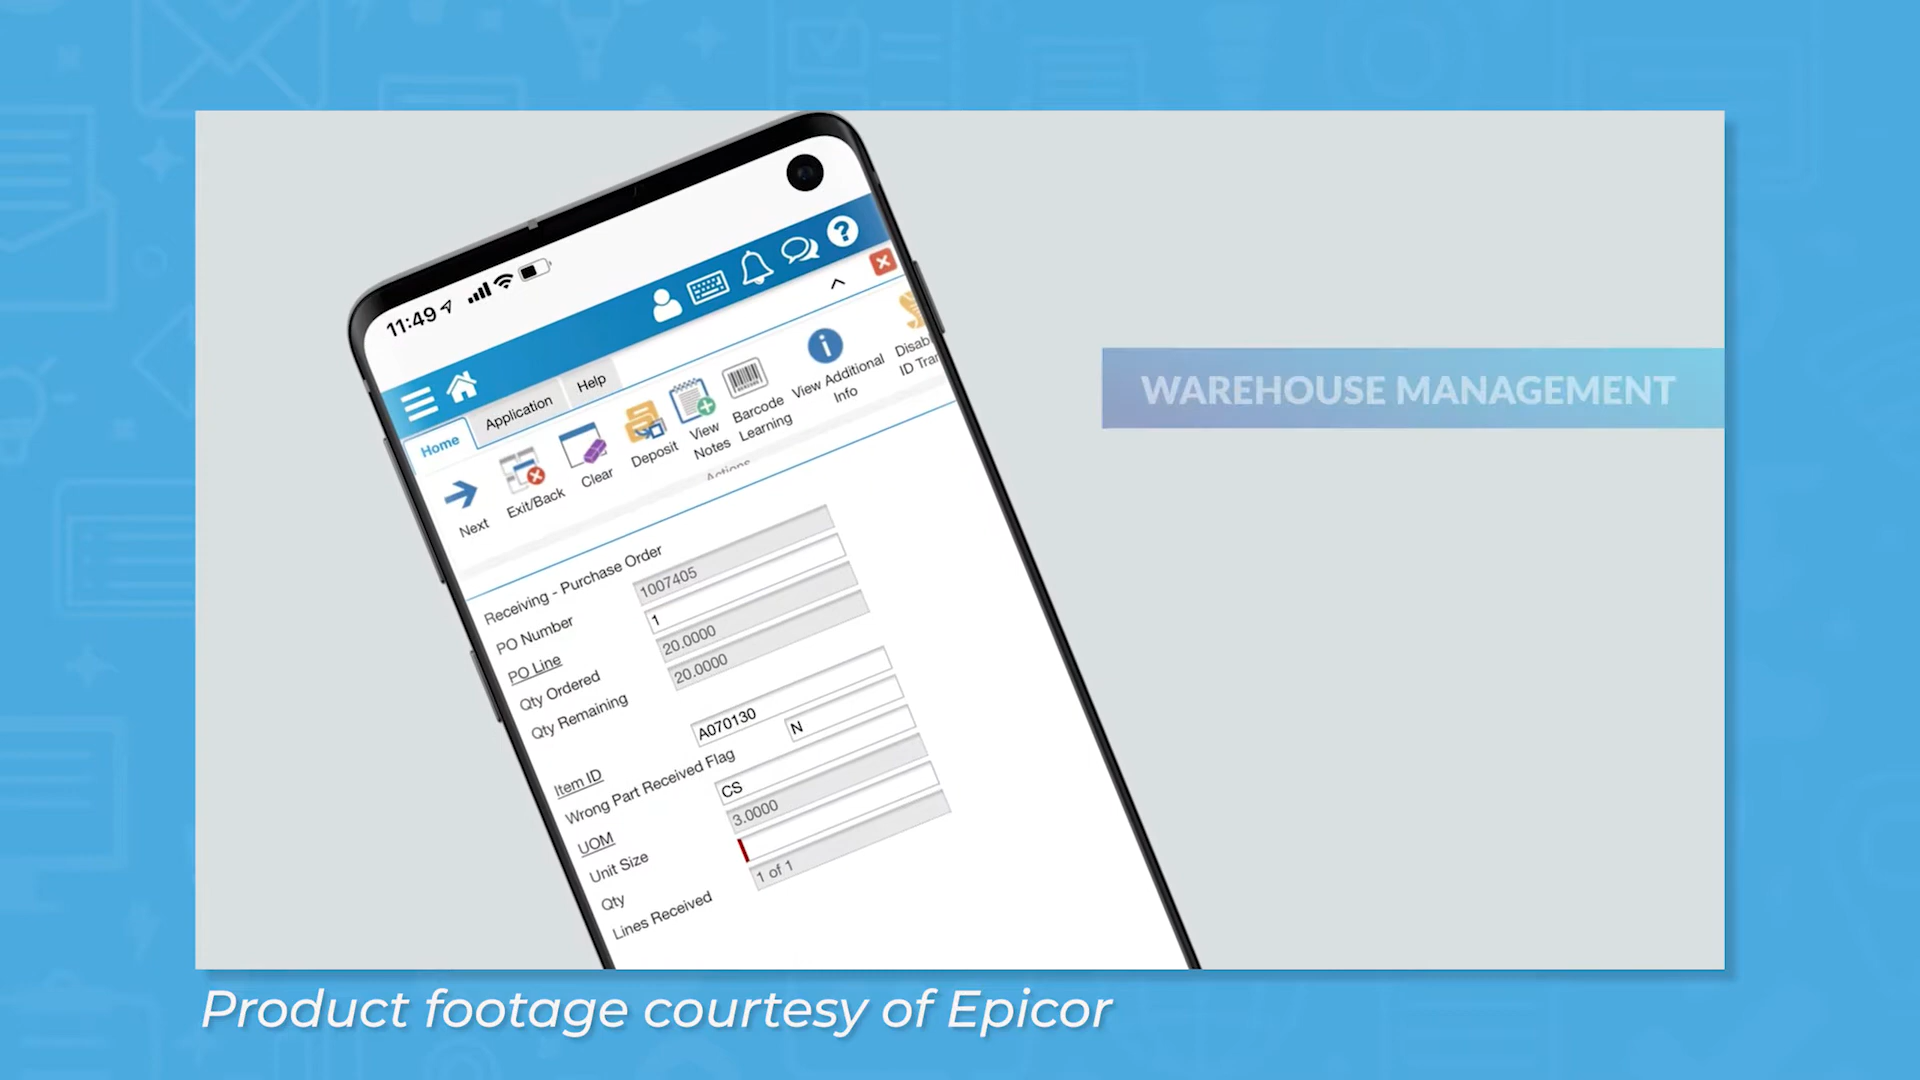 11:49
Home
Application
Help
Next
Exit/Back
Clear
Deposit
View Notes
Barcode Learning
View Additional Info
Actions
Receiving - Purchase Order
PO Number 1007405
PO Line 1
Qty Ordered 20.0000
Qty Remaining 20.0000
Item ID A070130
Wrong Part Received Flag N
UOM CS
Unit Size 3.0000
Qty
Lines Received 1 of 1
WAREHOUSE MANAGEMENT
Product footage courtesy of Epicor